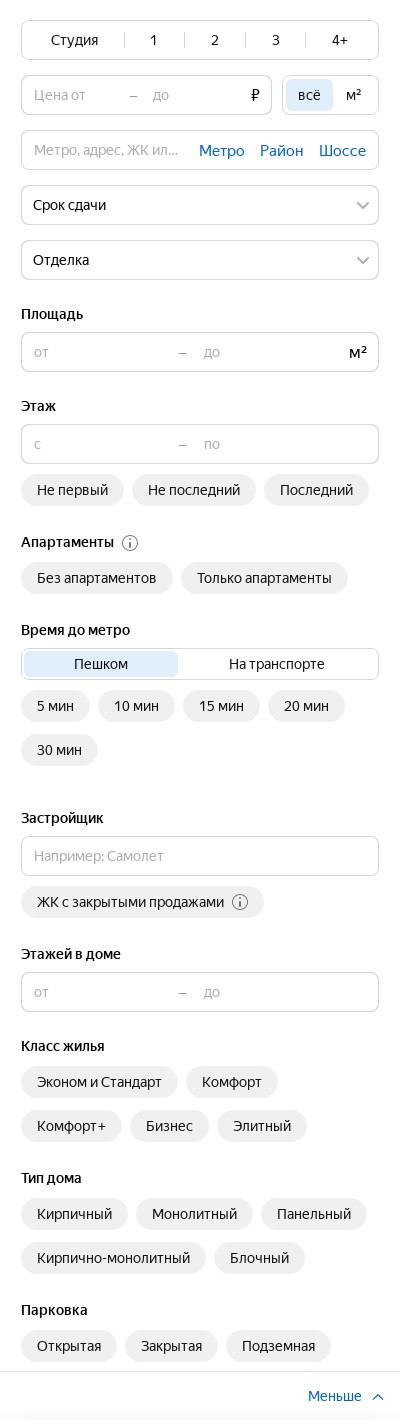 Студия 1 2 3 4+
Цена от – до ₽ всё м²
Метро, адрес, ЖК ил... Метро Район Шоссе
Срок сдачи
Отделка
Площадь
от – до м²
Этаж
с – по
Не первый Не последний Последний
Апартаменты
Без апартаментов Только апартаменты
Время до метро
Пешком На транспорте
5 мин 10 мин 15 мин 20 мин
30 мин
Застройщик
Например: Самолет
ЖК с закрытыми продажами
Этажей в доме
от – до
Класс жилья
Эконом и Стандарт Комфорт
Комфорт+ Бизнес Элитный
Тип дома
Кирпичный Монолитный Панельный
Кирпично-монолитный Блочный
Парковка
Открытая Закрытая Подземная
Меньше